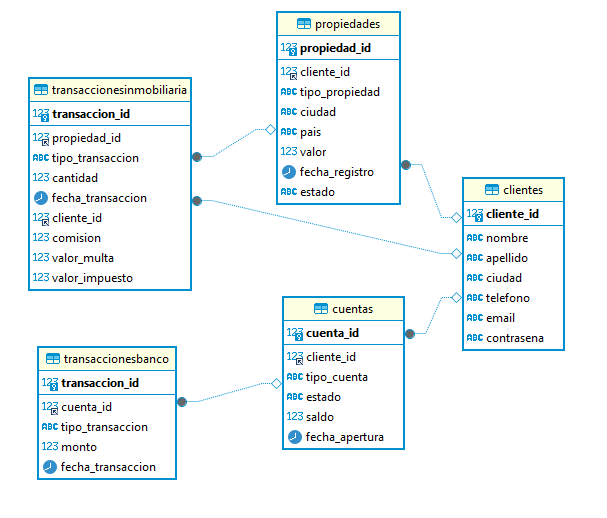 propiedades
123 propiedad_id
123 cliente_id
ABC tipo_propiedad
ABC ciudad
ABC pais
123 valor
fecha_registro
ABC estado
transaccionesinmobiliaria
123 transaccion_id
123 propiedad_id
ABC tipo_transaccion
123 cantidad
fecha_transaccion
123 cliente_id
123 comision
123 valor_multa
123 valor_impuesto
clientes
123 cliente_id
ABC nombre
ABC apellido
ABC ciudad
ABC telefono
ABC email
ABC contrasena
cuentas
123 cuenta_id
123 cliente_id
ABC tipo_cuenta
ABC estado
123 saldo
fecha_apertura
transaccionesbanco
123 transaccion_id
123 cuenta_id
ABC tipo_transaccion
123 monto
fecha_transaccion